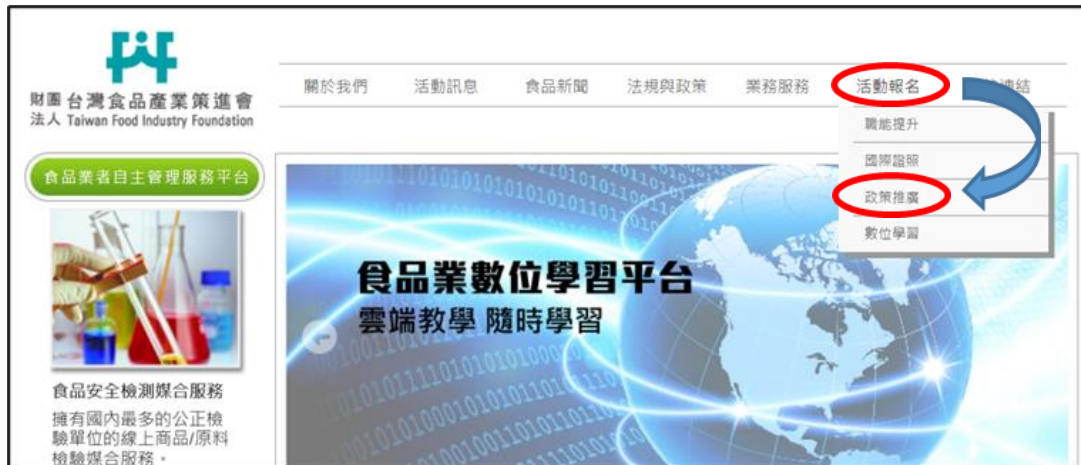 財團法人 台灣食品產業策進會
Taiwan Food Industry Foundation
關於我們 活動訊息 食品新聞 法規與政策 業務服務 活動報名 連結
職能提升
國際證照
政策推廣
數位學習
食品業者自主管理服務平台
食品業數位學習平台
雲端教學 隨時學習
食品安全檢測媒合服務
擁有國內最多的公正檢
驗單位的線上商品/原料
檢驗媒合服務。